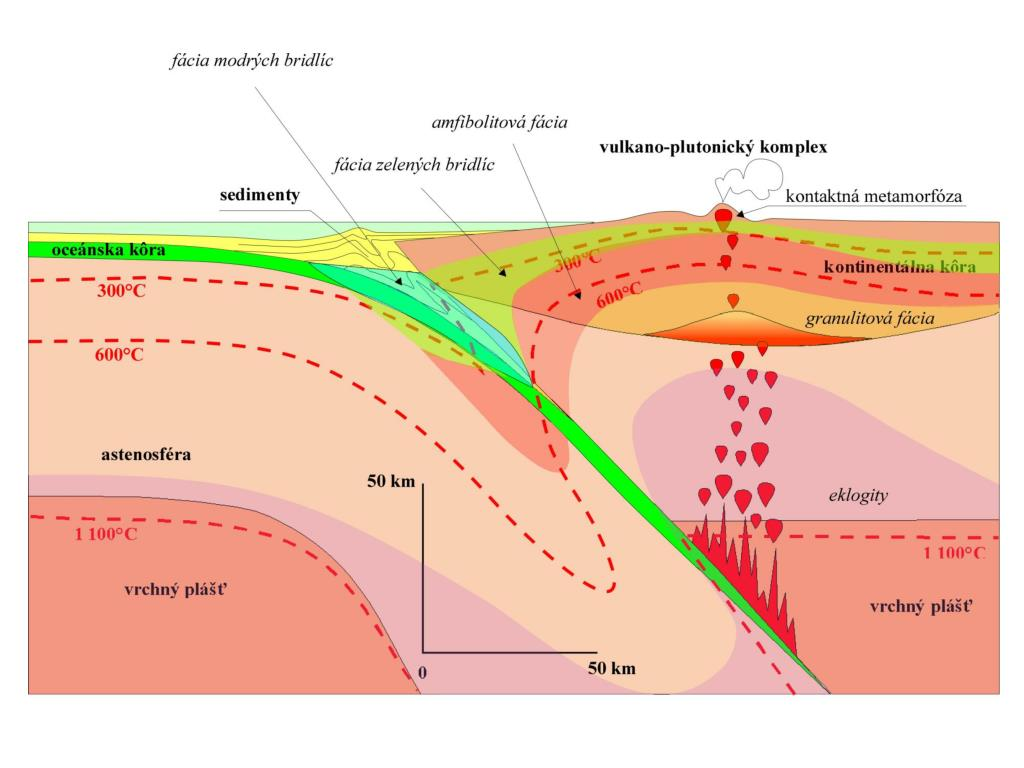 fácia modrých bridlíc
amfibolitová fácia
vulkano-plutonický komplex
fácia zelených bridlíc
sedimenty
kontaktná metamorfóza
oceánska kôra
300°C
kontinentálna kôra
300°C
600°C
granulitová fácia
600°C
astenosféra
50 km
eklogity
1 100°C
1 100°C
vrchný plášť
vrchný plášť
0
50 km